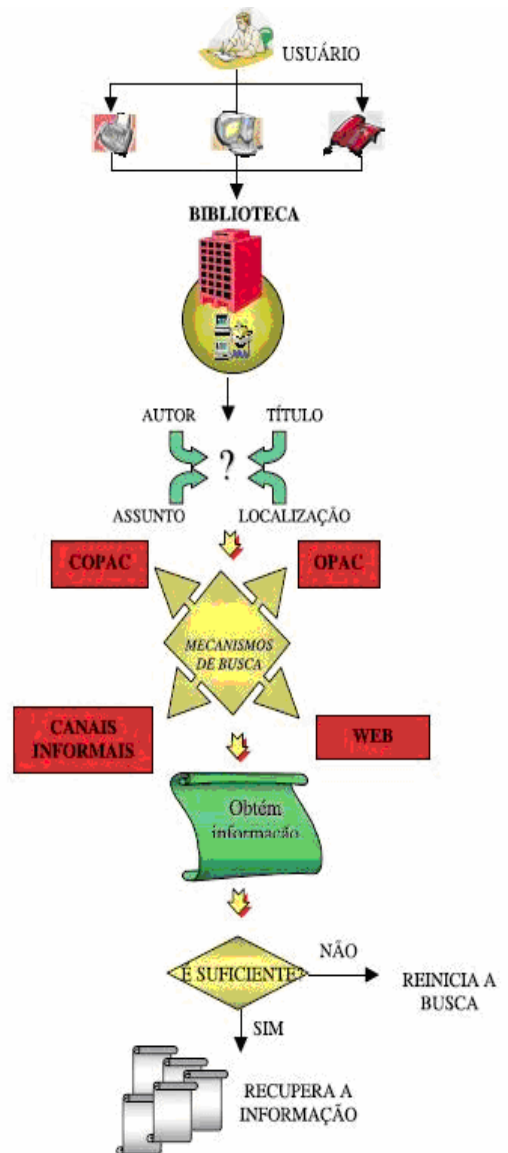 USUÁRIO
BIBLIOTECA
AUTOR
TÍTULO
?
ASSUNTO
LOCALIZAÇÃO
COPAC
OPAC
MECANISMOS
DE BUSCA
CANAIS
INFORMAIS
WEB
Obtém
informação
É SUFICIENTE?
NÃO
REINICIA A
BUSCA
SIM
RECUPERA A
INFORMAÇÃO